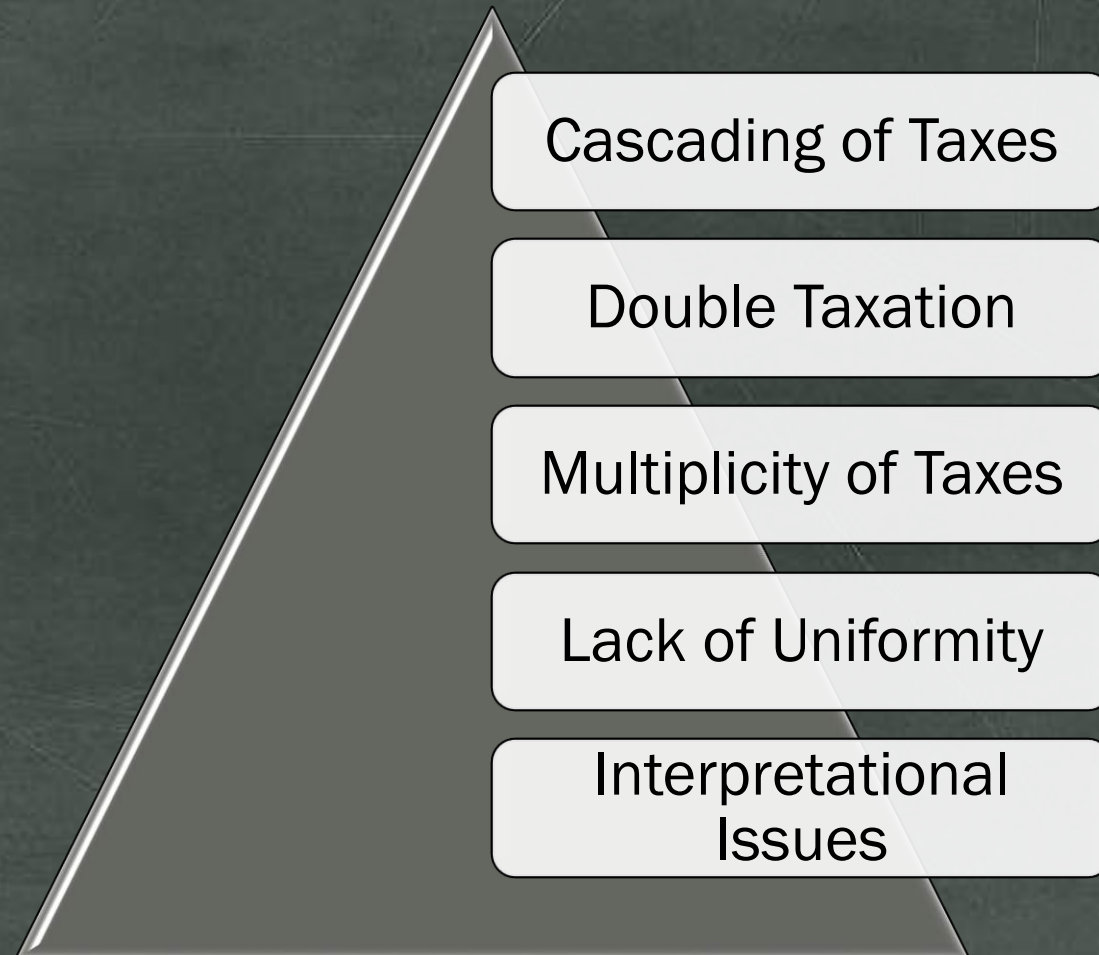 Cascading of Taxes
Double Taxation
Multiplicity of Taxes
Lack of Uniformity
Interpretational
Issues